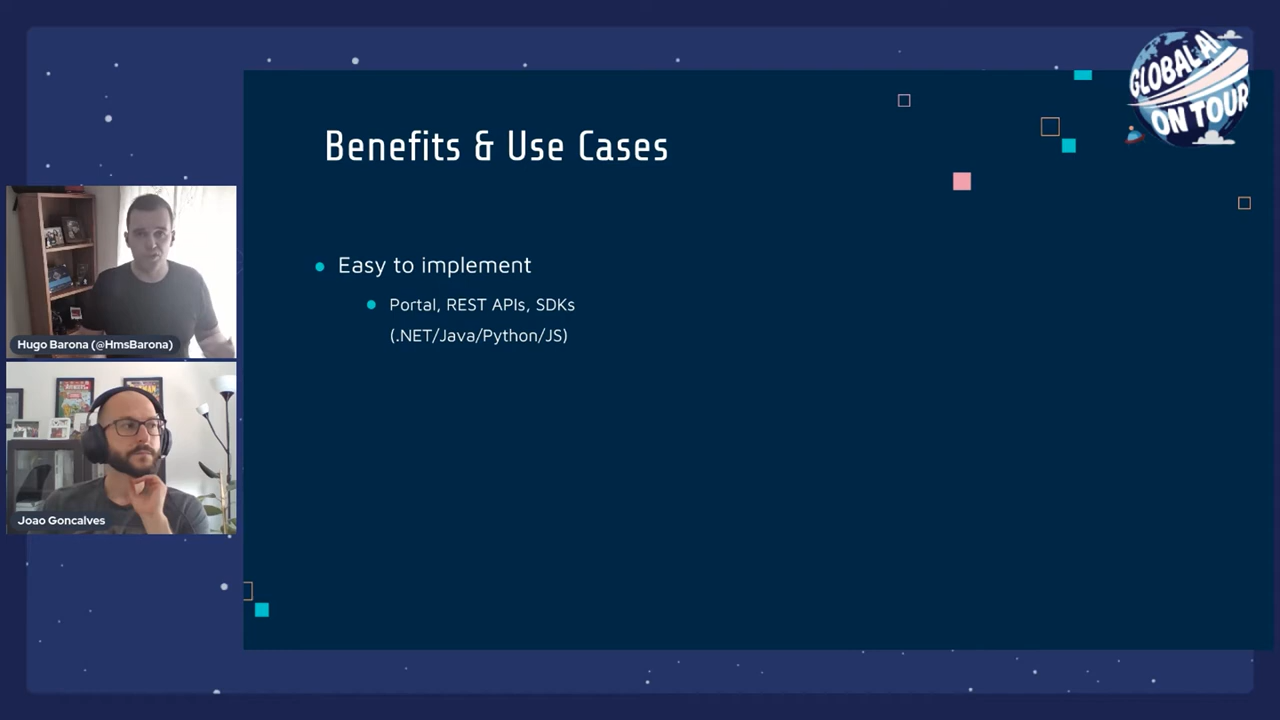 GLOBAL AI
ON TOUR
Benefits & Use Cases
Easy to implement
Portal, REST APIs, SDKs
(.NET/Java/Python/JS)
Hugo Barona (@HmsBarona)
Joao Goncalves